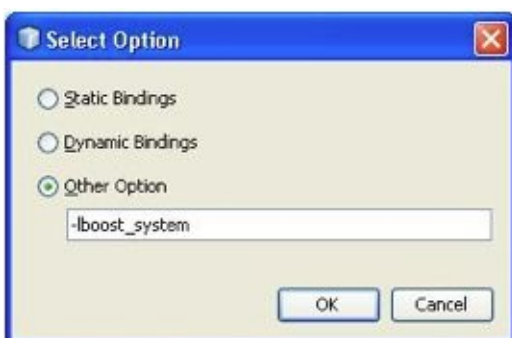 Select Option
Static Bindings
Dynamic Bindings
Other Option
-lboost_system
OK Cancel